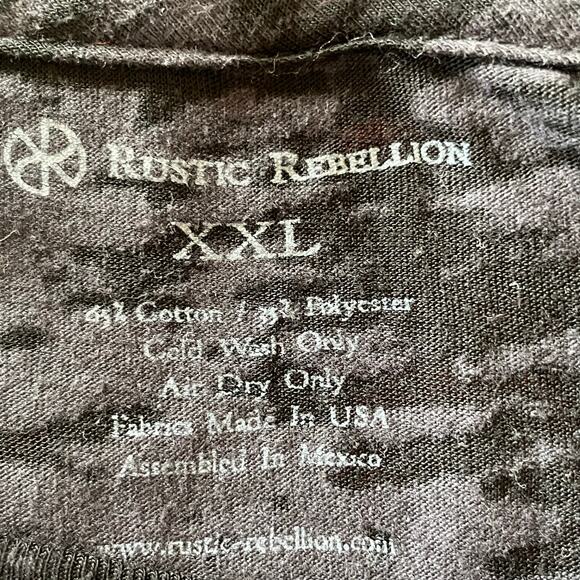 Rustic Rebellion
XXL
65% Cotton / 35% Polyester
Cold Wash Only
Air Dry Only
Fabrics Made In USA
Assembled In Mexico
www.rustic-rebellion.com